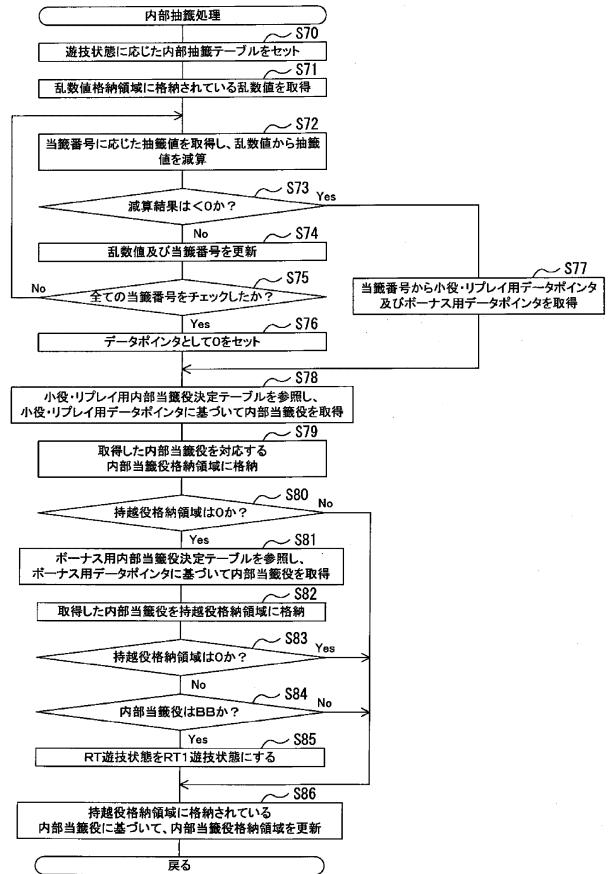 内部抽籤処理
S70
遊技状態に応じた内部抽籤テーブルをセット
S71
乱数値格納領域に格納されている乱数値を取得
S72
当籤番号に応じた抽籤値を取得し、乱数値から抽籤
値を減算
S73
減算結果は<0か?
Yes
No
S74
乱数値及び当籤番号を更新
S75
No
全ての当籤番号をチェックしたか?
Yes
S76
データポインタとして0をセット
S77
当籤番号から小役・リプレイ用データポインタ
及びボーナス用データポインタを取得
S78
小役・リプレイ用内部当籤役決定テーブルを参照し、
小役・リプレイ用データポインタに基づいて内部当籤役を取得
S79
取得した内部当籤役を対応する
内部当籤役格納領域に格納
S80
持越役格納領域は0か?
No
Yes
S81
ボーナス用内部当籤役決定テーブルを参照し、
ボーナス用データポインタに基づいて内部当籤役を取得
S82
取得した内部当籤役を持越役格納領域に格納
S83
持越役格納領域は0か?
Yes
No
S84
内部当籤役はBBか?
No
Yes
S85
RT遊技状態をRT1遊技状態にする
S86
持越役格納領域に格納されている
内部当籤役に基づいて、内部当籤役格納領域を更新
戻る